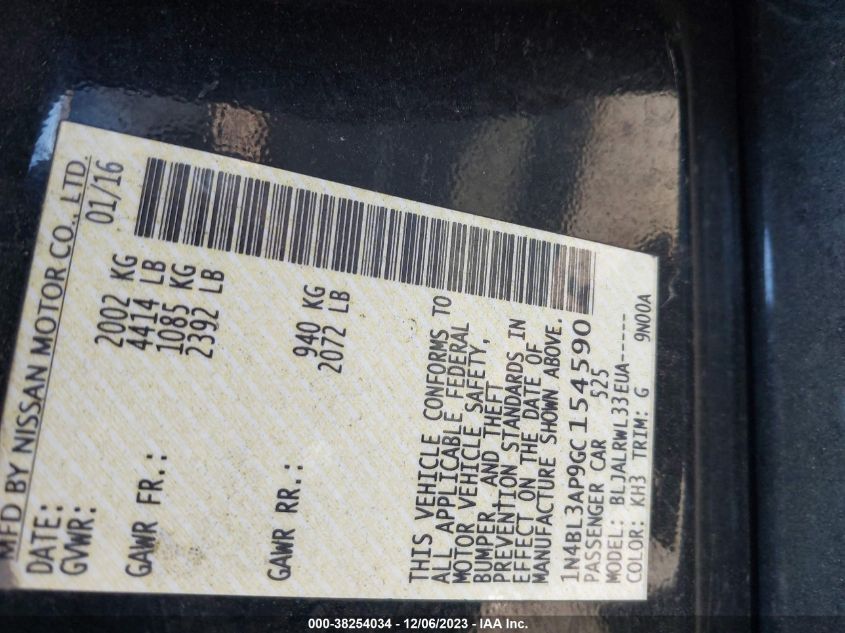 MFD BY NISSAN MOTOR CO., LTD.
DATE: 01/16
GVWR: 2002 KG
4414 LB
GAWR FR.: 1085 KG
2392 LB
GAWR RR.: 940 KG
2072 LB
THIS VEHICLE CONFORMS TO
ALL APPLICABLE FEDERAL
MOTOR VEHICLE SAFETY,
BUMPER, AND THEFT
PREVENTION STANDARDS IN
EFFECT ON THE DATE OF
MANUFACTURE SHOWN ABOVE.
1N4BL3AP9GC154590
PASSENGER CAR 525
MODEL: BLJALRWL33EUA-----
COLOR: KH3 TRIM: G 9N00A
000-38254034 - 12/06/2023 - IAA Inc.